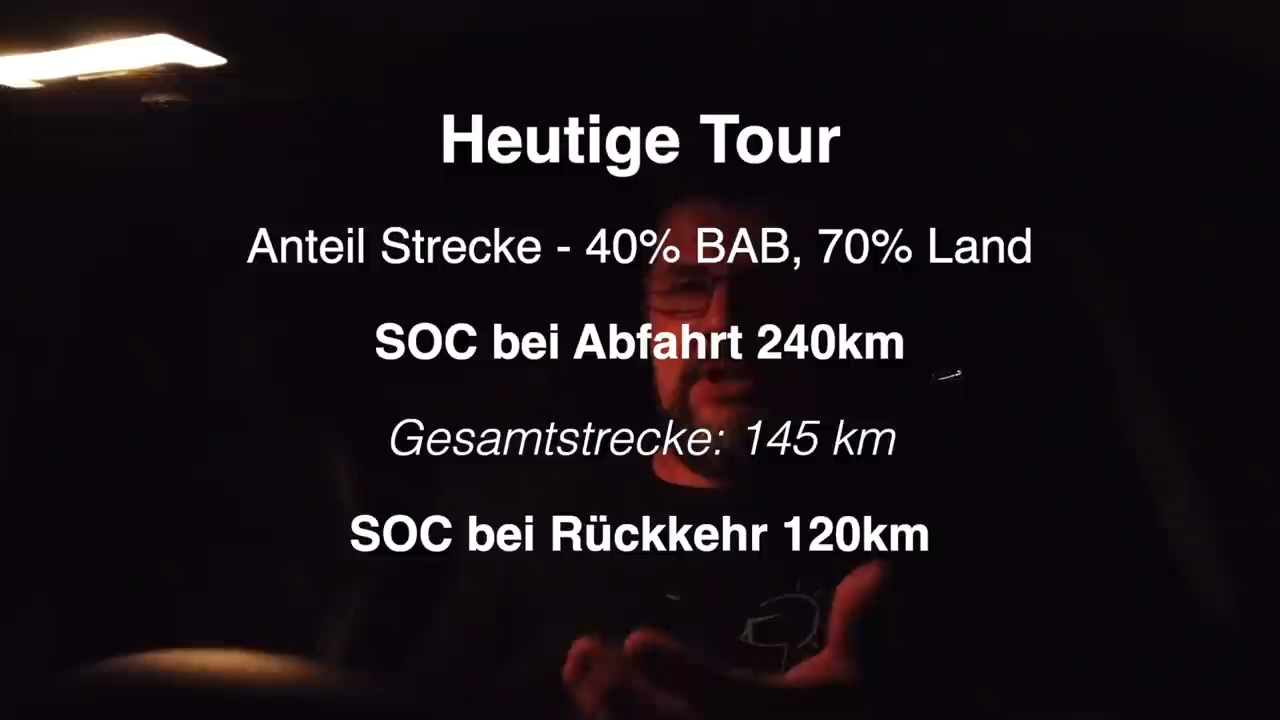 Heutige Tour
Anteil Strecke - 40% BAB, 70% Land
SOC bei Abfahrt 240km
Gesamtstrecke: 145 km
SOC bei Rückkehr 120km